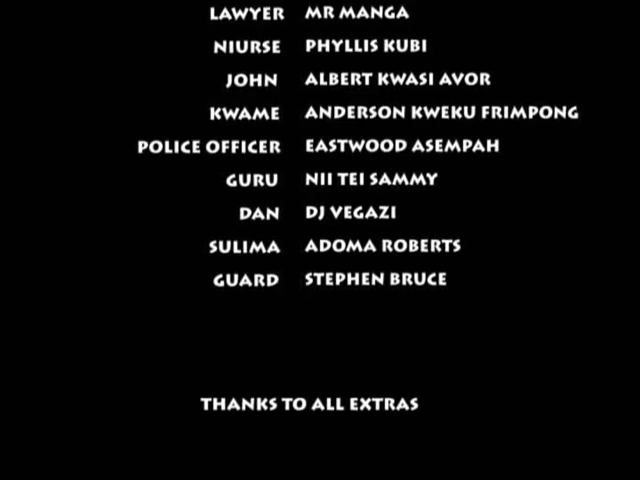 LAWYER MR MANGA
NIURSE PHYLLIS KUBI
JOHN ALBERT KWASI AVOR
KWAME ANDERSON KWEKU FRIMPONG
POLICE OFFICER EASTWOOD ASEMPAH
GURU NII TEI SAMMY
DAN DJ VEGAZI
SULIMA ADOMA ROBERTS
GUARD STEPHEN BRUCE
THANKS TO ALL EXTRAS